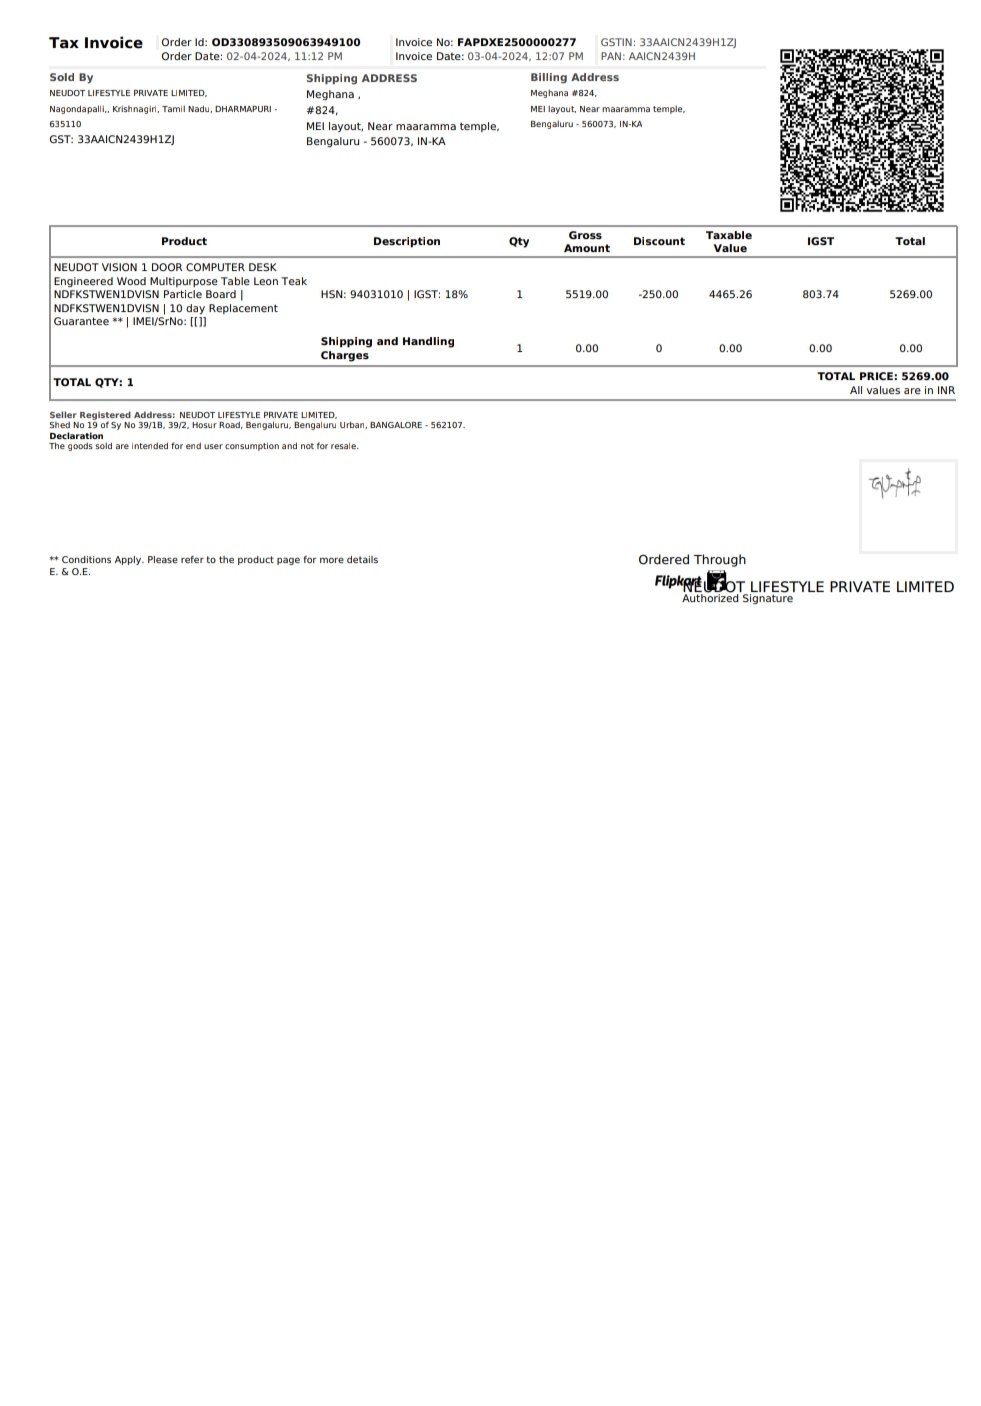 Tax Invoice
Order Id: OD330893509063949100
Order Date: 02-04-2024, 11:12 PM
Invoice No: FAPDXE2500000277
Invoice Date: 03-04-2024, 12:07 PM
GSTIN: 33AAICN2439H1ZJ
PAN: AAICN2439H
Sold By
NEUDOT LIFESTYLE PRIVATE LIMITED,
Nagondapalli,, Krishnagiri, Tamil Nadu, DHARMAPURI -
635110
GST: 33AAICN2439H1ZJ
Shipping ADDRESS
Meghana ,
#824,
MEI layout, Near maaramma temple,
Bengaluru - 560073, IN-KA
Billing Address
Meghana #824,
MEI layout, Near maaramma temple,
Bengaluru - 560073, IN-KA
Product Description Qty Gross Amount Discount Taxable Value IGST Total
NEUDOT VISION 1 DOOR COMPUTER DESK
Engineered Wood Multipurpose Table Leon Teak
NDFKSTWEN1DVISN Particle Board |
NDFKSTWEN1DVISN | 10 day Replacement
Guarantee ** | IMEI/SrNo: [[]]
HSN: 94031010 | IGST: 18% 1 5519.00 -250.00 4465.26 803.74 5269.00
Shipping and Handling
Charges
1 0.00 0 0.00 0.00 0.00
TOTAL QTY: 1
TOTAL PRICE: 5269.00
All values are in INR
Seller Registered Address: NEUDOT LIFESTYLE PRIVATE LIMITED,
Shed No 19 of Sy No 39/1B, 39/2, Hosur Road, Bengaluru, Bengaluru Urban, BANGALORE - 562107.
Declaration
The goods sold are intended for end user consumption and not for resale.
** Conditions Apply. Please refer to the product page for more details
E. & O.E.
Ordered Through
Flipkart
NEUDOT LIFESTYLE PRIVATE LIMITED
Authorized Signature